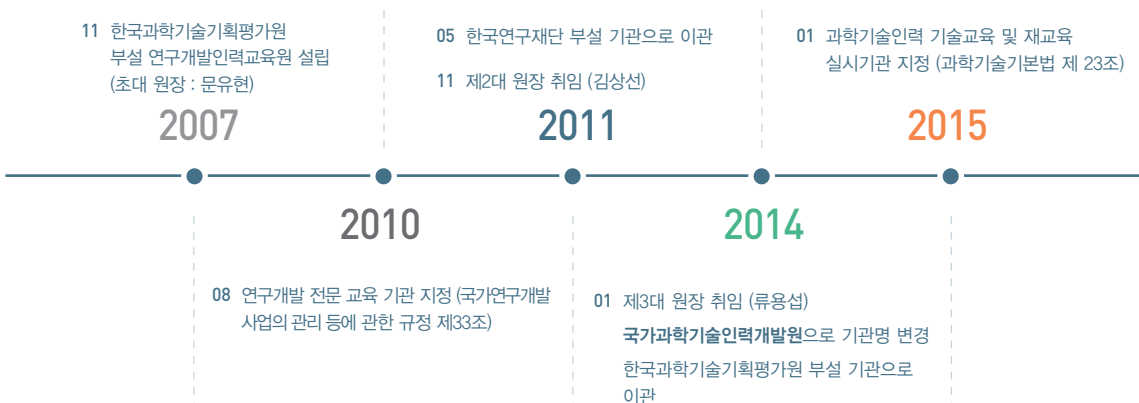 11 한국과학기술기획평가원
부설 연구개발인력교육원 설립
(초대 원장 : 문유현)
2007
05 한국연구재단 부설 기관으로 이관
11 제2대 원장 취임 (김상선)
2011
01 과학기술인력 기술교육 및 재교육
실시기관 지정 (과학기술기본법 제 23조)
2015
2010
08 연구개발 전문 교육 기관 지정 (국가연구개발
사업의 관리 등에 관한 규정 제33조)
2014
01 제3대 원장 취임 (류용섭)
국가과학기술인력개발원으로 기관명 변경
한국과학기술기획평가원 부설 기관으로
이관